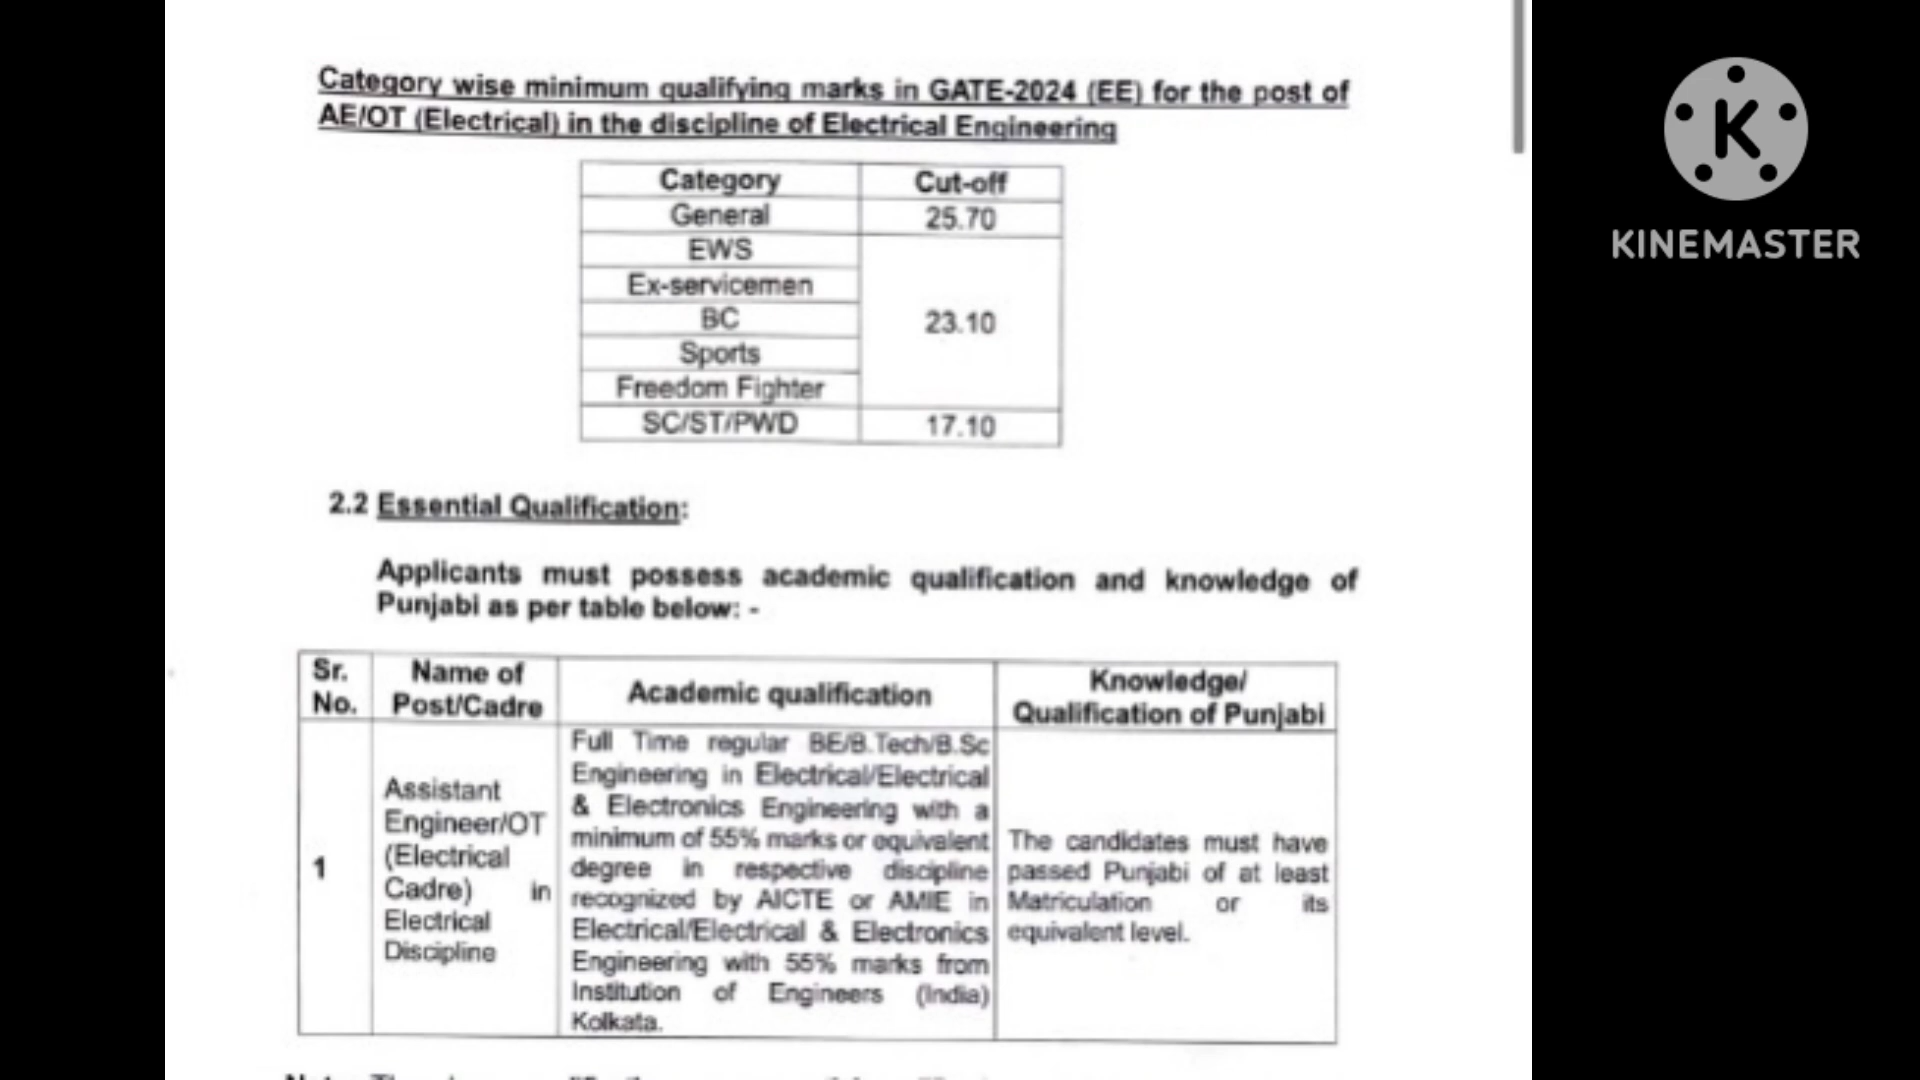 Category wise minimum qualifying marks in GATE-2024 (EE) for the post of
AE/OT (Electrical) in the discipline of Electrical Engineering
Category Cut-off
General 25.70
EWS
Ex-servicemen
BC 23.10
Sports
Freedom Fighter
SC/ST/PWD 17.10
2.2 Essential Qualification:
Applicants must possess academic qualification and knowledge of
Punjabi as per table below: -
Sr. No. Name of Post/Cadre Academic qualification Knowledge/ Qualification of Punjabi
1
Assistant
Engineer/OT
(Electrical
Cadre) in
Electrical
Discipline
Full Time regular BE/B.Tech/B.Sc
Engineering in Electrical/Electrical
& Electronics Engineering with a
minimum of 55% marks or equivalent
degree in respective discipline
recognized by AICTE or AMIE in
Electrical/Electrical & Electronics
Engineering with 55% marks from
Institution of Engineers (India)
Kolkata.
The candidates must have
passed Punjabi of at least
Matriculation or its
equivalent level.
K
KINEMASTER